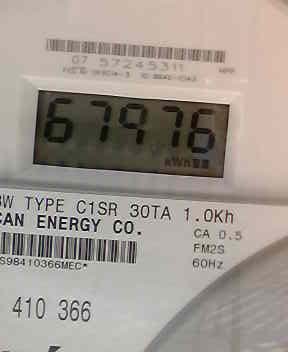 07 57245311
67976
kWh
W TYPE C1SR 30TA 1.0Kh
CAN ENERGY CO.
CA 0.5
FM2S
S98410366MEC*
60Hz
410 366